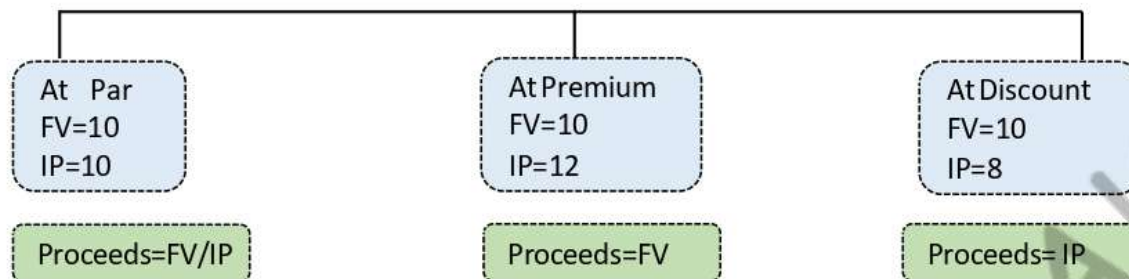 At Par
FV=10
IP=10
Proceeds=FV/IP
At Premium
FV=10
IP=12
Proceeds=FV
At Discount
FV=10
IP=8
Proceeds= IP